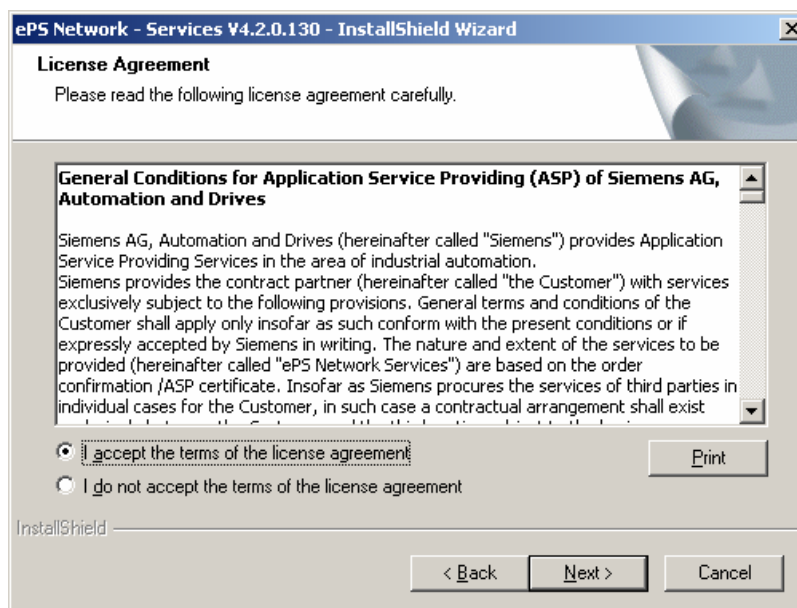 ePS Network - Services V4.2.0.130 - InstallShield Wizard
License Agreement
Please read the following license agreement carefully.
General Conditions for Application Service Providing (ASP) of Siemens AG,
Automation and Drives
Siemens AG, Automation and Drives (hereinafter called "Siemens") provides Application
Service Providing Services in the area of industrial automation.
Siemens provides the contract partner (hereinafter called "the Customer") with services
exclusively subject to the following provisions. General terms and conditions of the
Customer shall apply only insofar as such conform with the present conditions or if
expressly accepted by Siemens in writing. The nature and extent of the services to be
provided (hereinafter called "ePS Network Services") are based on the order
confirmation /ASP certificate. Insofar as Siemens procures the services of third parties in
individual cases for the Customer, in such case a contractual arrangement shall exist
I accept the terms of the license agreement
Print
I do not accept the terms of the license agreement
InstallShield
< Back
Next >
Cancel